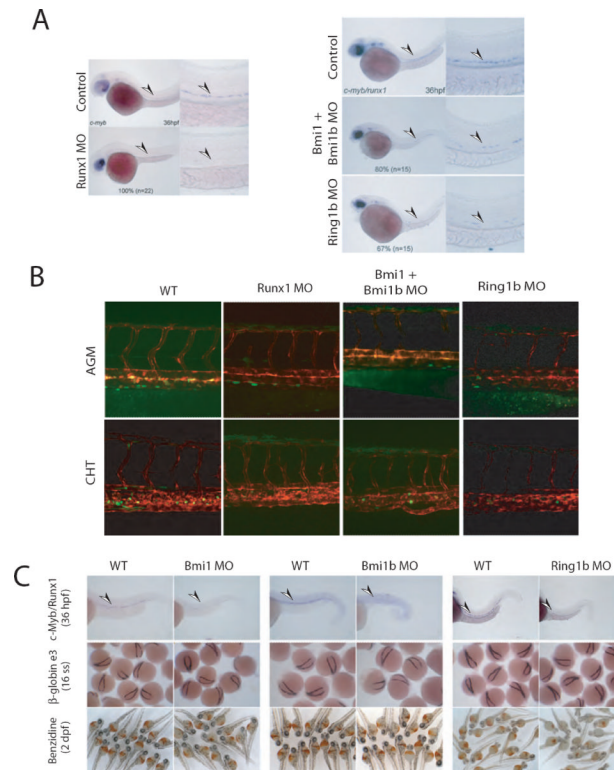 A
Control
c-myb
36hpf
Runx1 MO
100% (n=22)
Control
c-myb/runx1
36hpf
Bmi1 +
Bmi1b MO
80% (n=15)
Ring1b MO
67% (n=15)
B
WT
Runx1 MO
Bmi1 +
Bmi1b MO
Ring1b MO
AGM
CHT
C
WT
Bmi1 MO
WT
Bmi1b MO
WT
Ring1b MO
c-Myb/Runx1
(36 hpf)
β-globin e3
(16 ss)
Benzidine
(2 dpf)